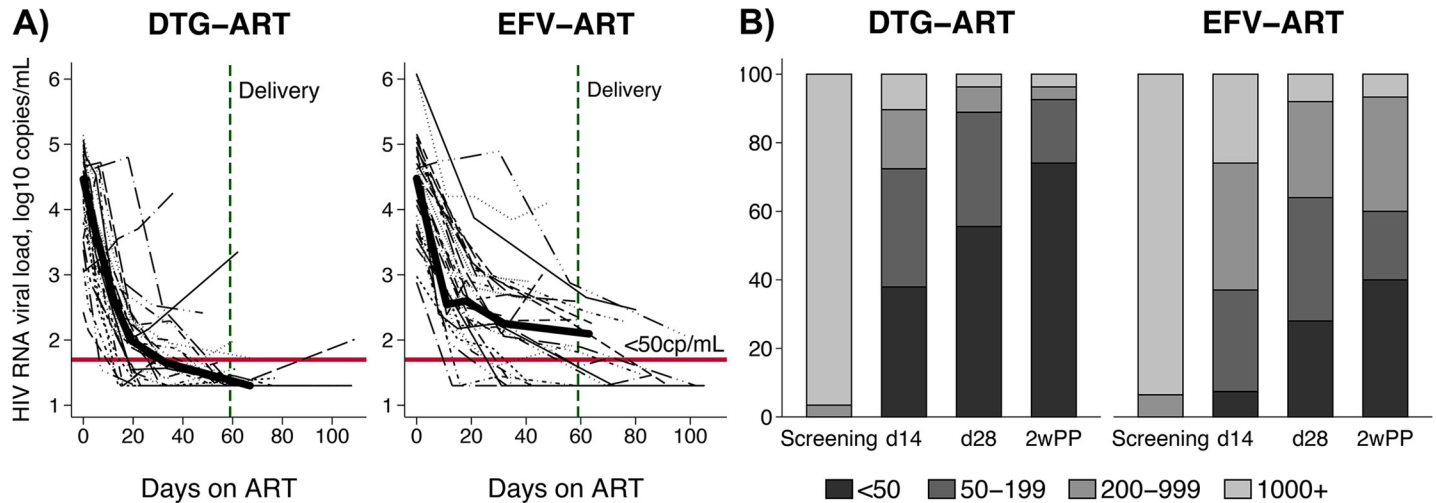 A) DTG−ART EFV−ART
HIV RNA viral load, log10 copies/mL
6
5
4
3
2
1
Delivery
0 20 40 60 80 100
Days on ART
6
5
4
3
2
1
Delivery
<50cp/mL
0 20 40 60 80 100
Days on ART
B) DTG−ART EFV−ART
100
80
60
40
20
0
Screening d14 d28 2wPP
Screening d14 d28 2wPP
<50 50−199 200−999 1000+